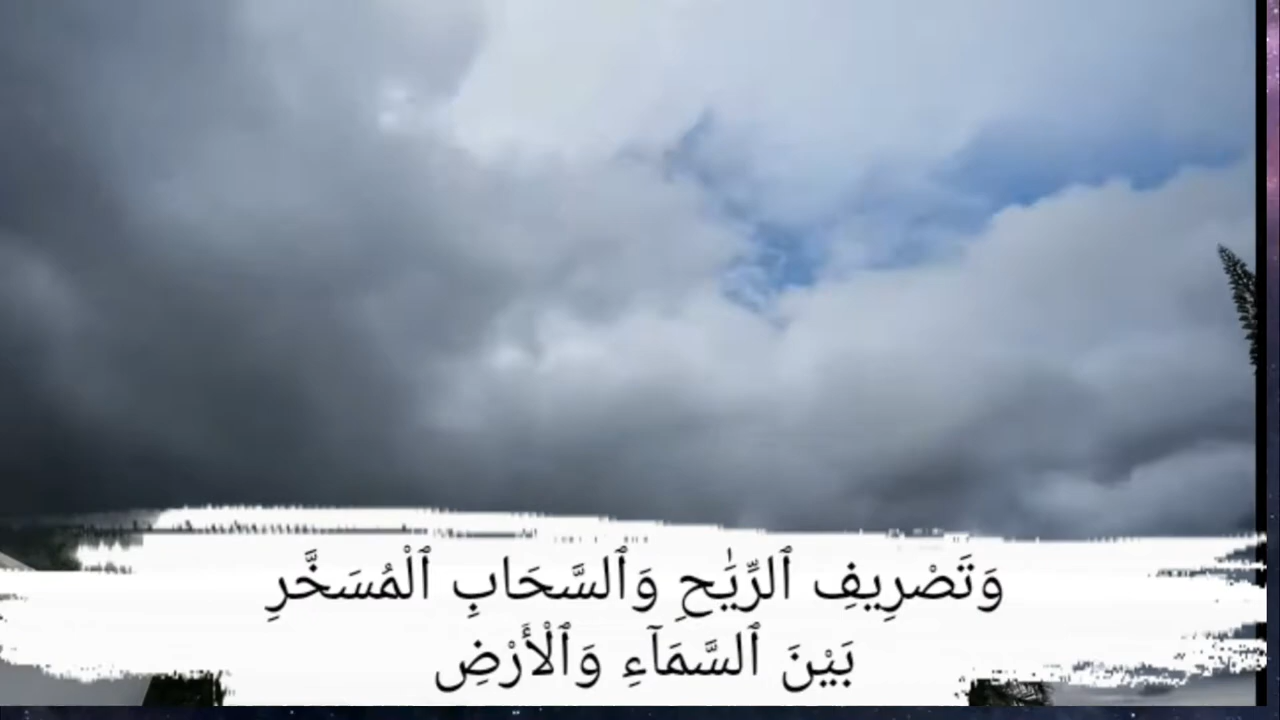 وَتَصْرِيفِ ٱلرِّيَٰحِ وَٱلسَّحَابِ ٱلْمُسَخَّرِ
بَيْنَ ٱلسَّمَآءِ وَٱلْأَرْضِ